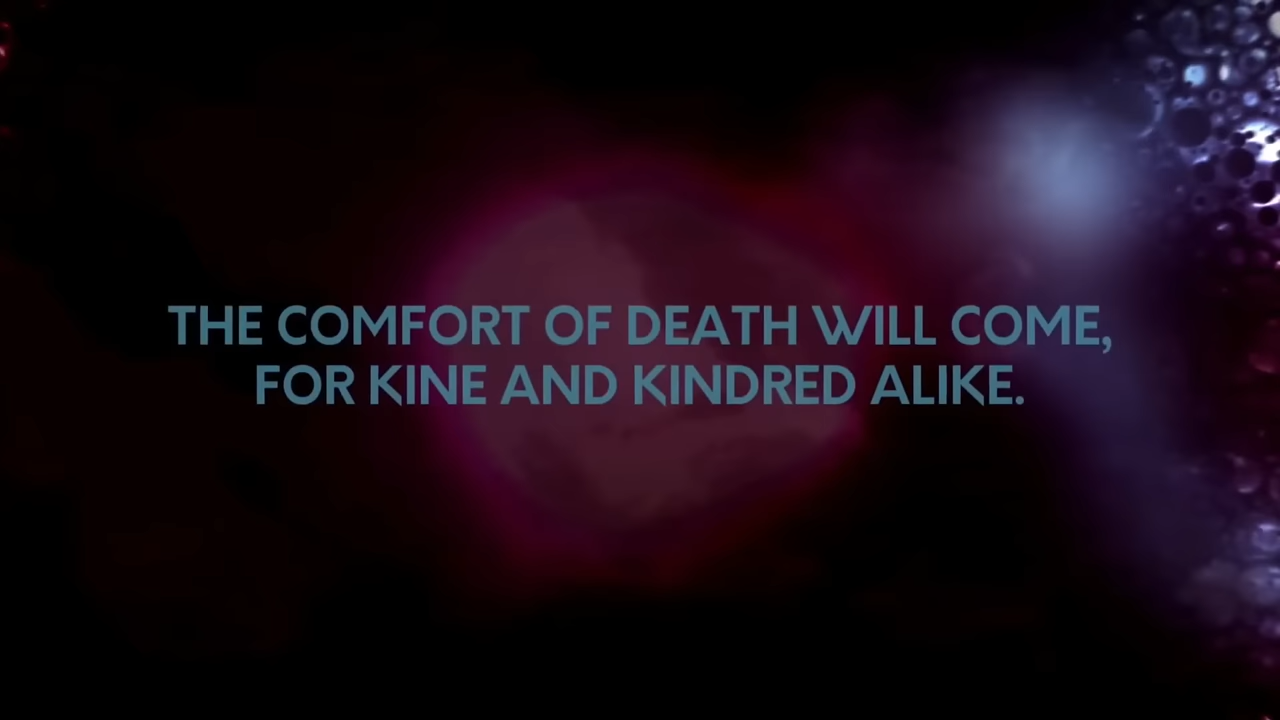 THE COMFORT OF DEATH WILL COME,
FOR KINE AND KINDRED ALIKE.